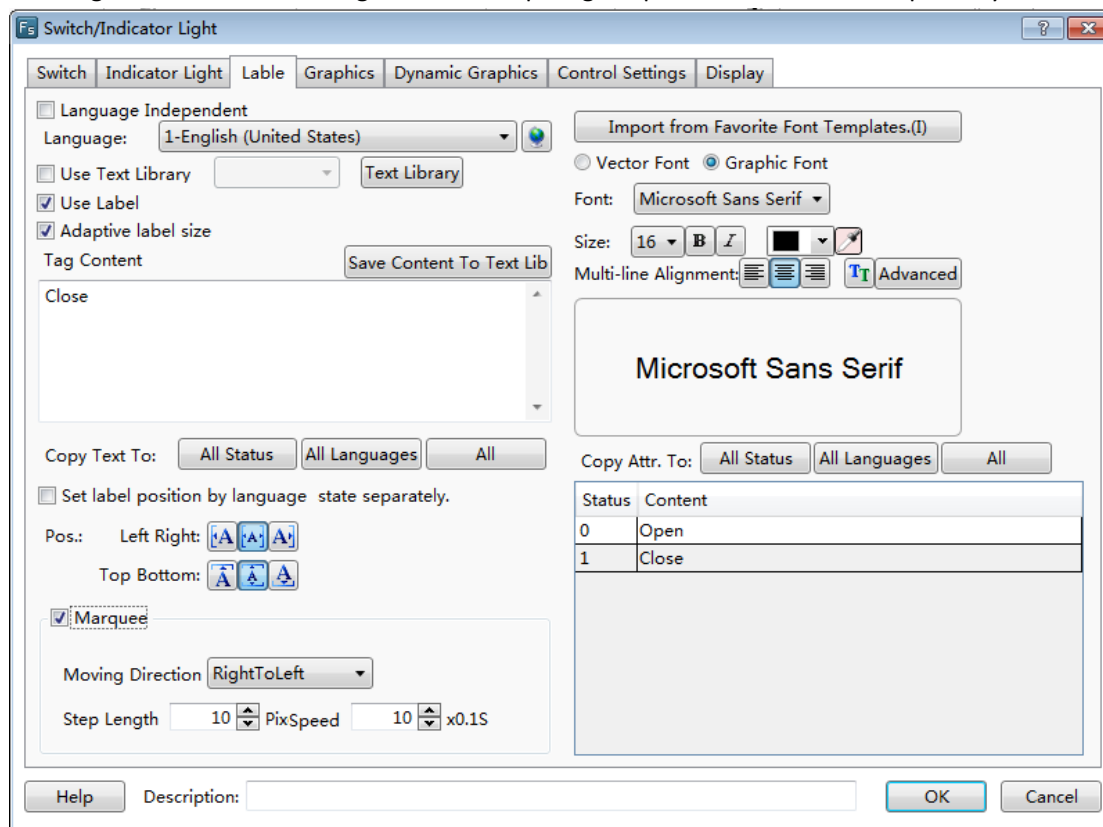 Fs Switch/Indicator Light
Switch Indicator Light Lable Graphics Dynamic Graphics Control Settings Display
Language Independent
Language: 1-English (United States)
Use Text Library Text Library
Use Label
Adaptive label size
Tag Content Save Content To Text Lib
Close
Copy Text To: All Status All Languages All
Set label position by language state separately.
Pos.: Left Right: A A A
Top Bottom: A A A
Marquee
Moving Direction RightToLeft
Step Length 10 PixSpeed 10 x0.1S
Import from Favorite Font Templates.(I)
Vector Font Graphic Font
Font: Microsoft Sans Serif
Size: 16 B I
Multi-line Alignment: TT Advanced
Microsoft Sans Serif
Copy Attr. To: All Status All Languages All
Status Content
0 Open
1 Close
Help Description: OK Cancel